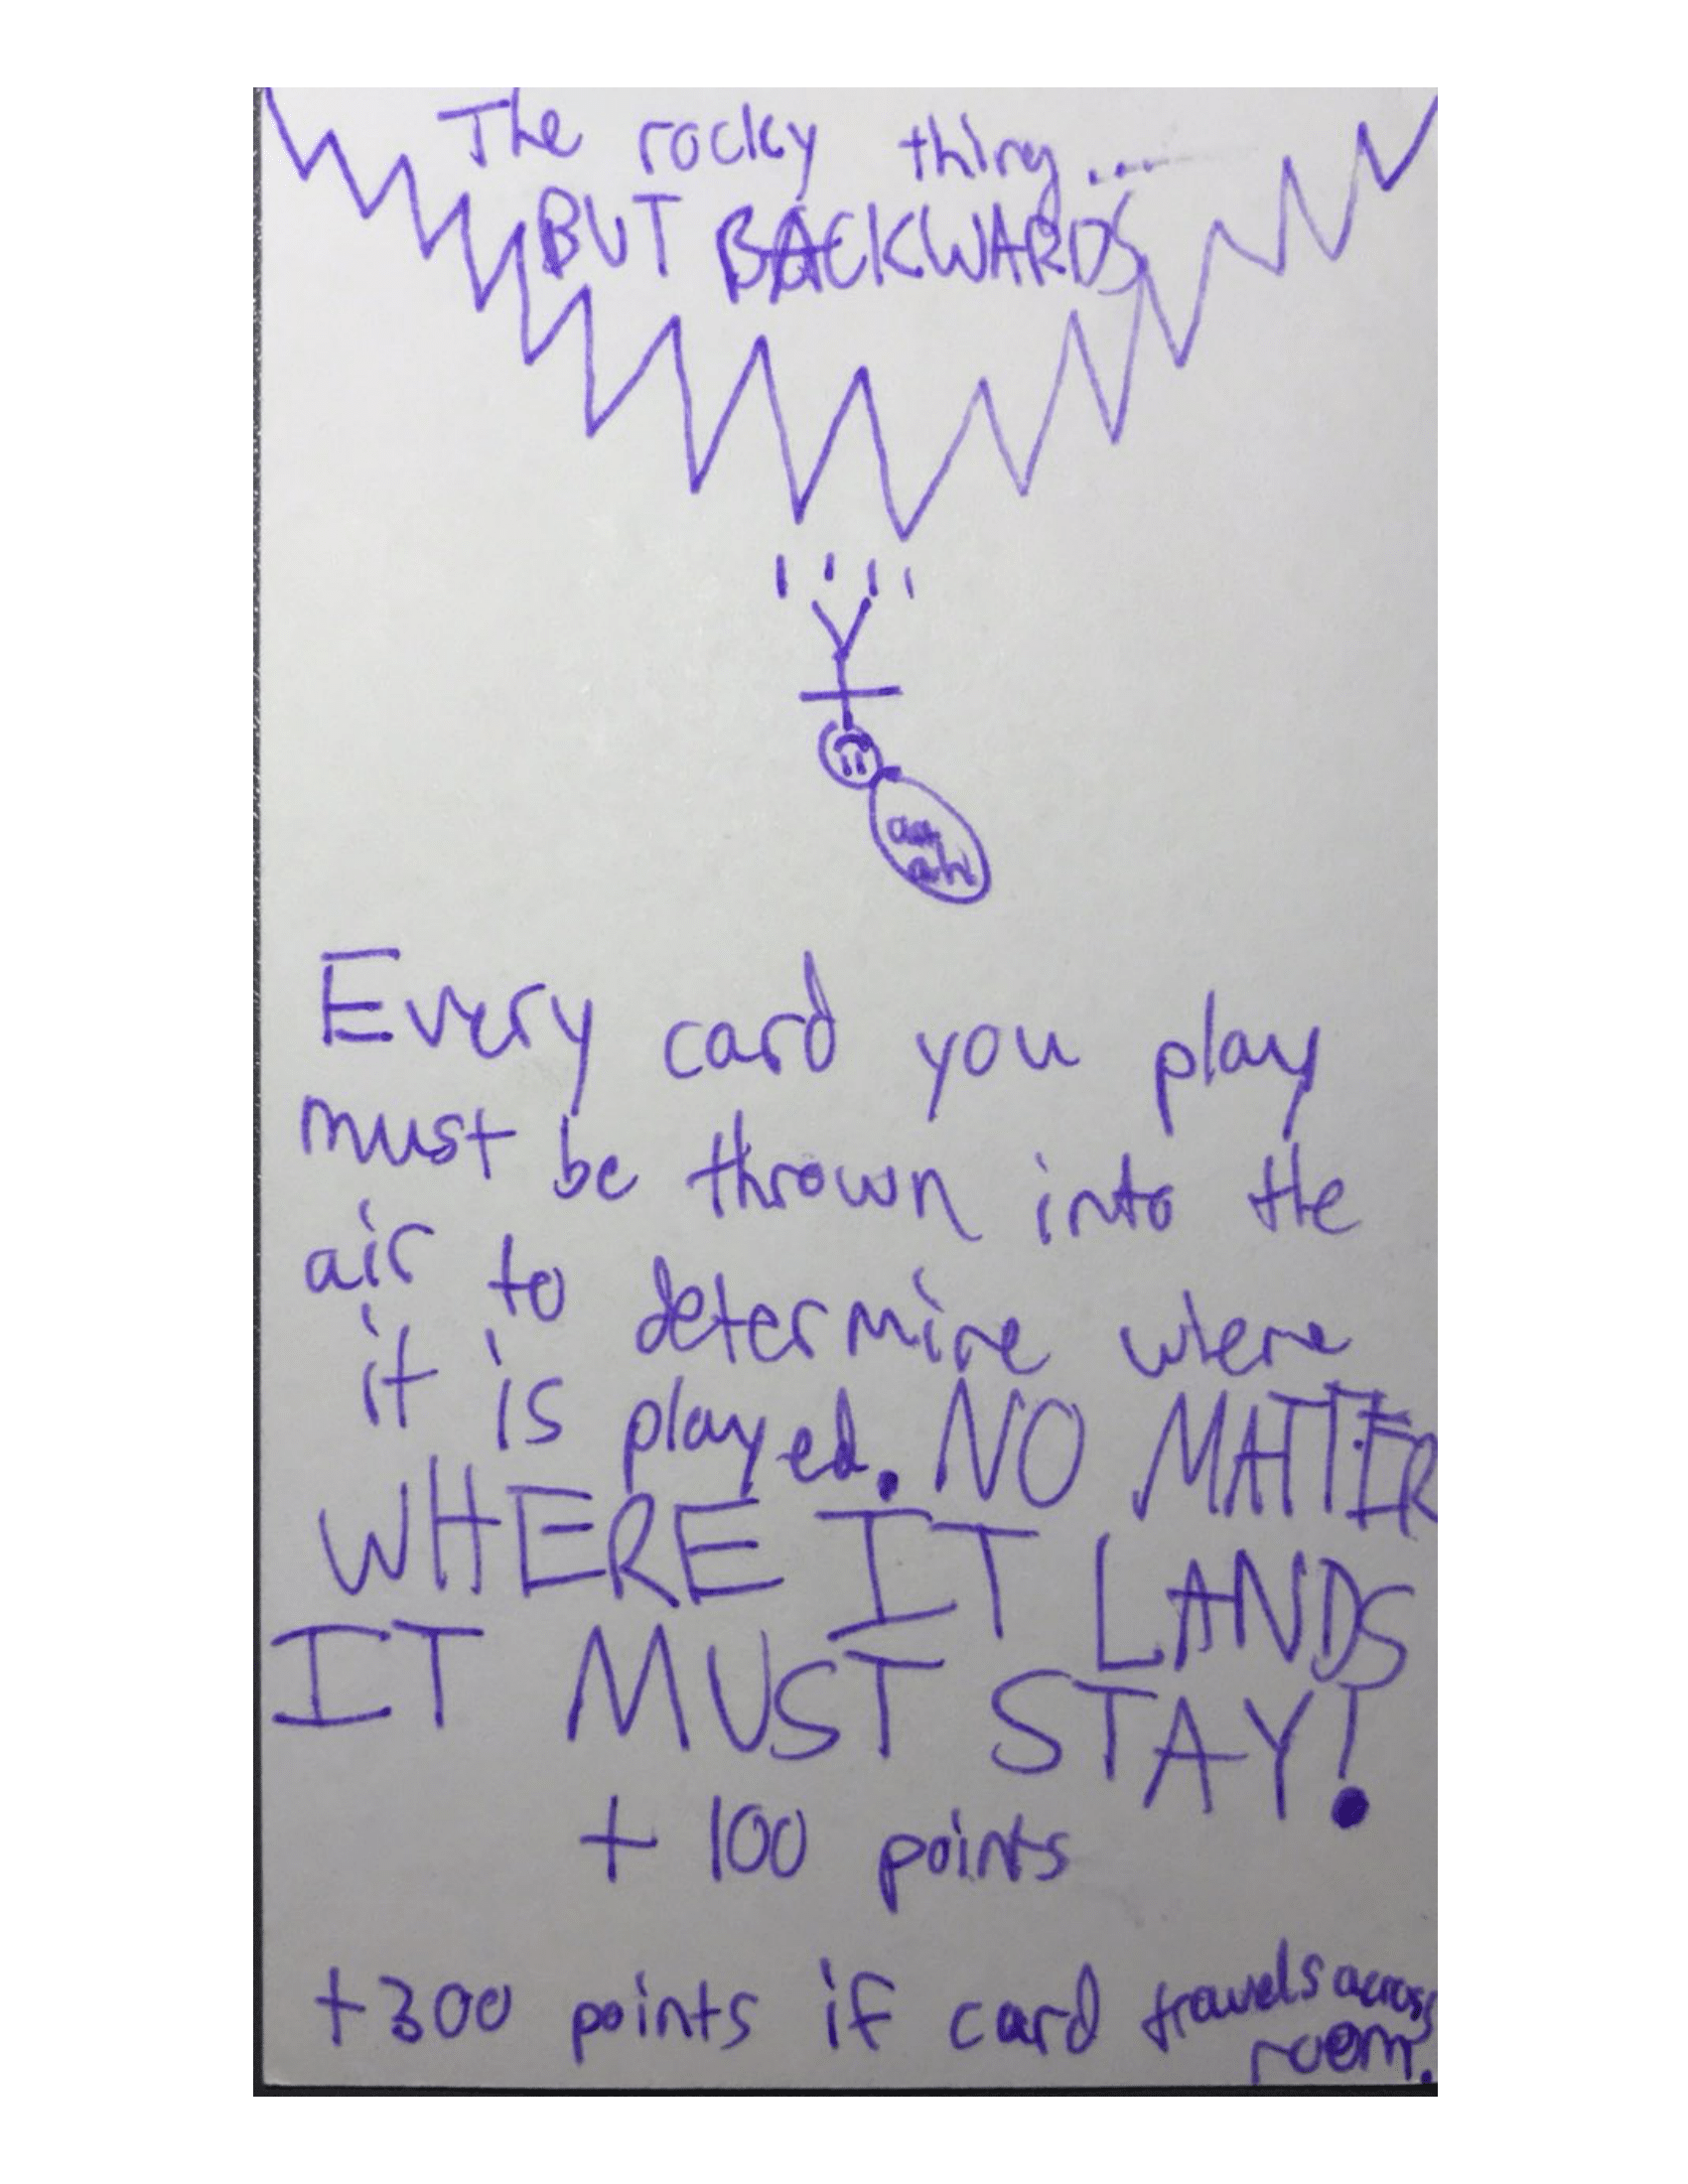 The rocky thing...
BUT BACKWARDS
aa
ah
Every card you play
must be thrown into the
air to determine where
it is played. NO MATTER
WHERE IT LANDS
IT MUST STAY!
+ 100 points
+300 points if card travels across
room.